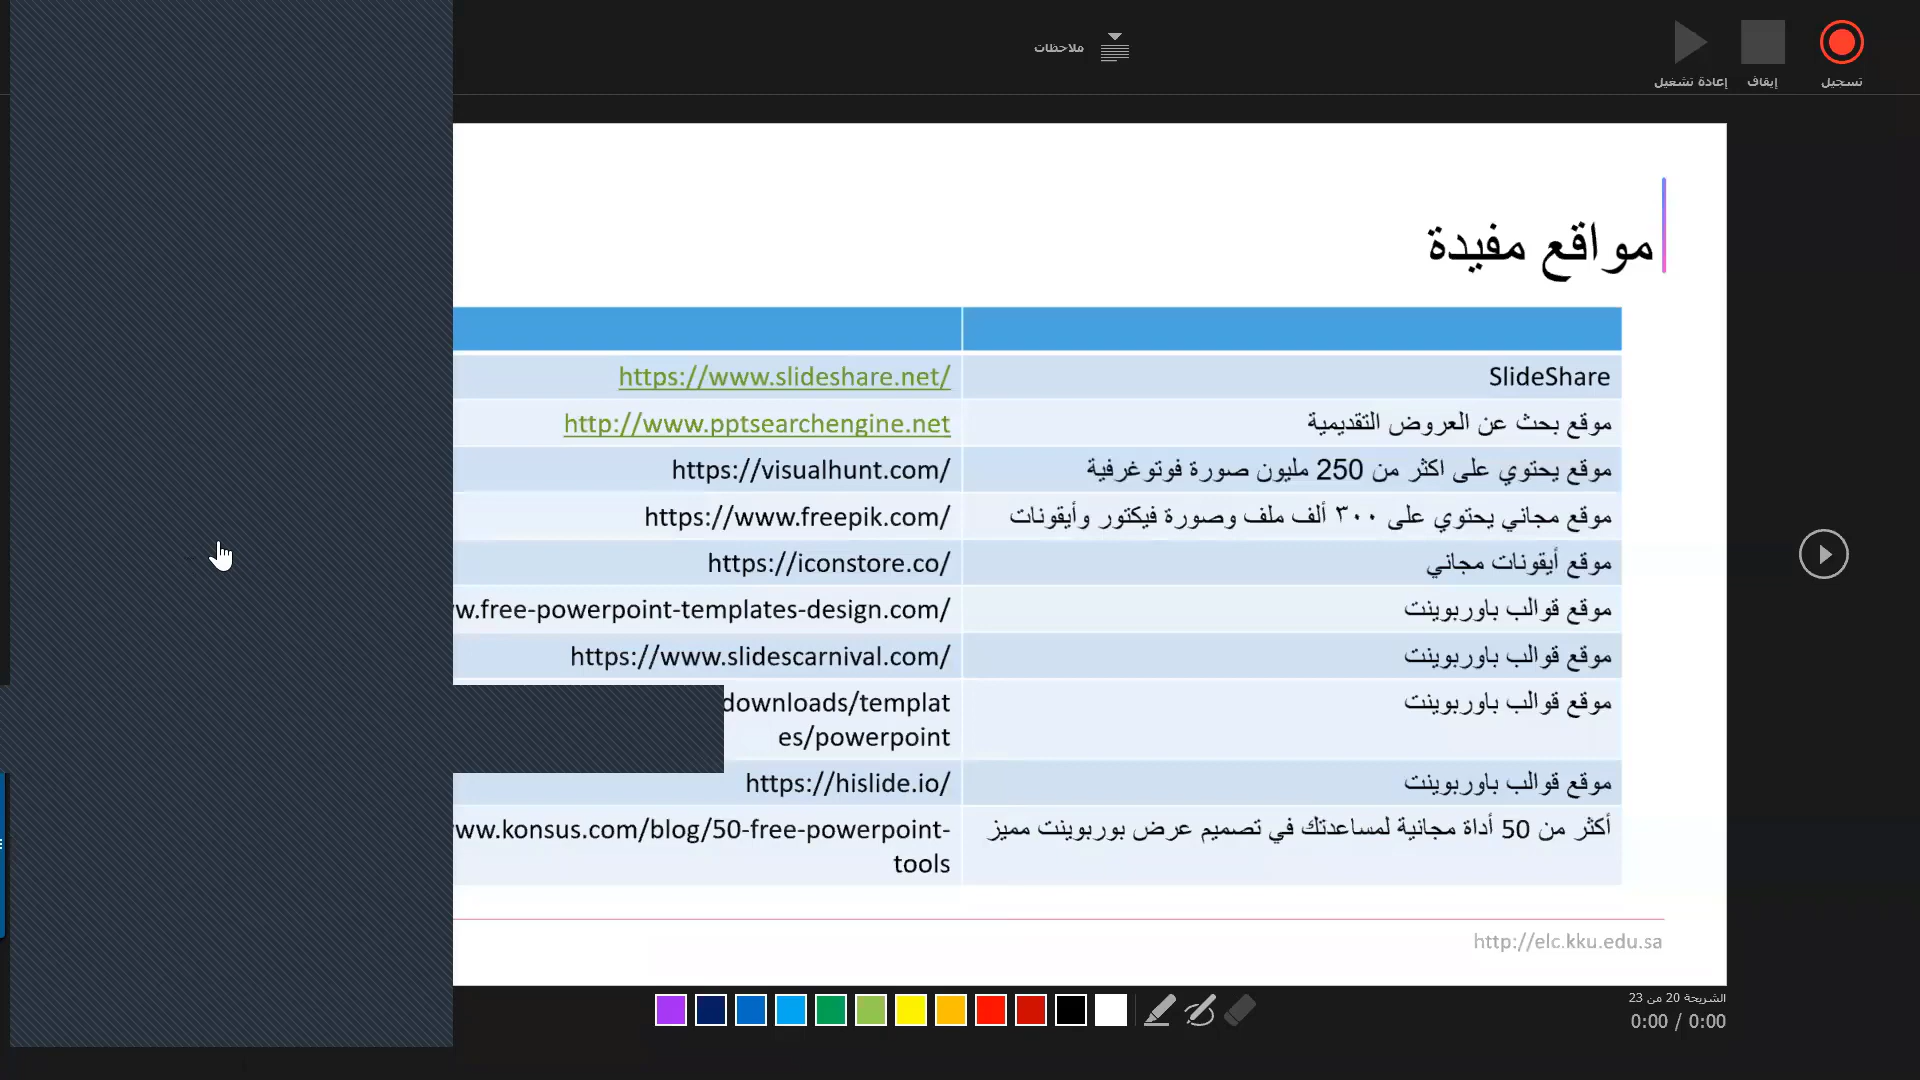 ملاحظات
تسجيل
إيقاف
إعادة تشغيل
مواقع مفيدة
SlideShare
https://www.slideshare.net/
موقع بحث عن العروض التقديمية
http://www.pptsearchengine.net
موقع يحتوي على اكثر من 250 مليون صورة فوتوغرفية
https://visualhunt.com/
موقع مجاني يحتوي على ٣٠٠ ألف ملف وصورة فيكتور وأيقونات
https://www.freepik.com/
موقع أيقونات مجاني
https://iconstore.co/
موقع قوالب باوربوينت
w.free-powerpoint-templates-design.com/
موقع قوالب باوربوينت
https://www.slidescarnival.com/
موقع قوالب باوربوينت
downloads/templat
es/powerpoint
موقع قوالب باوربوينت
https://hislide.io/
أكثر من 50 أداة مجانية لمساعدتك في تصميم عرض بوربوينت مميز
ww.konsus.com/blog/50-free-powerpoint-
tools
http://elc.kku.edu.sa
الشريحة 20 من 23
0:00 / 0:00